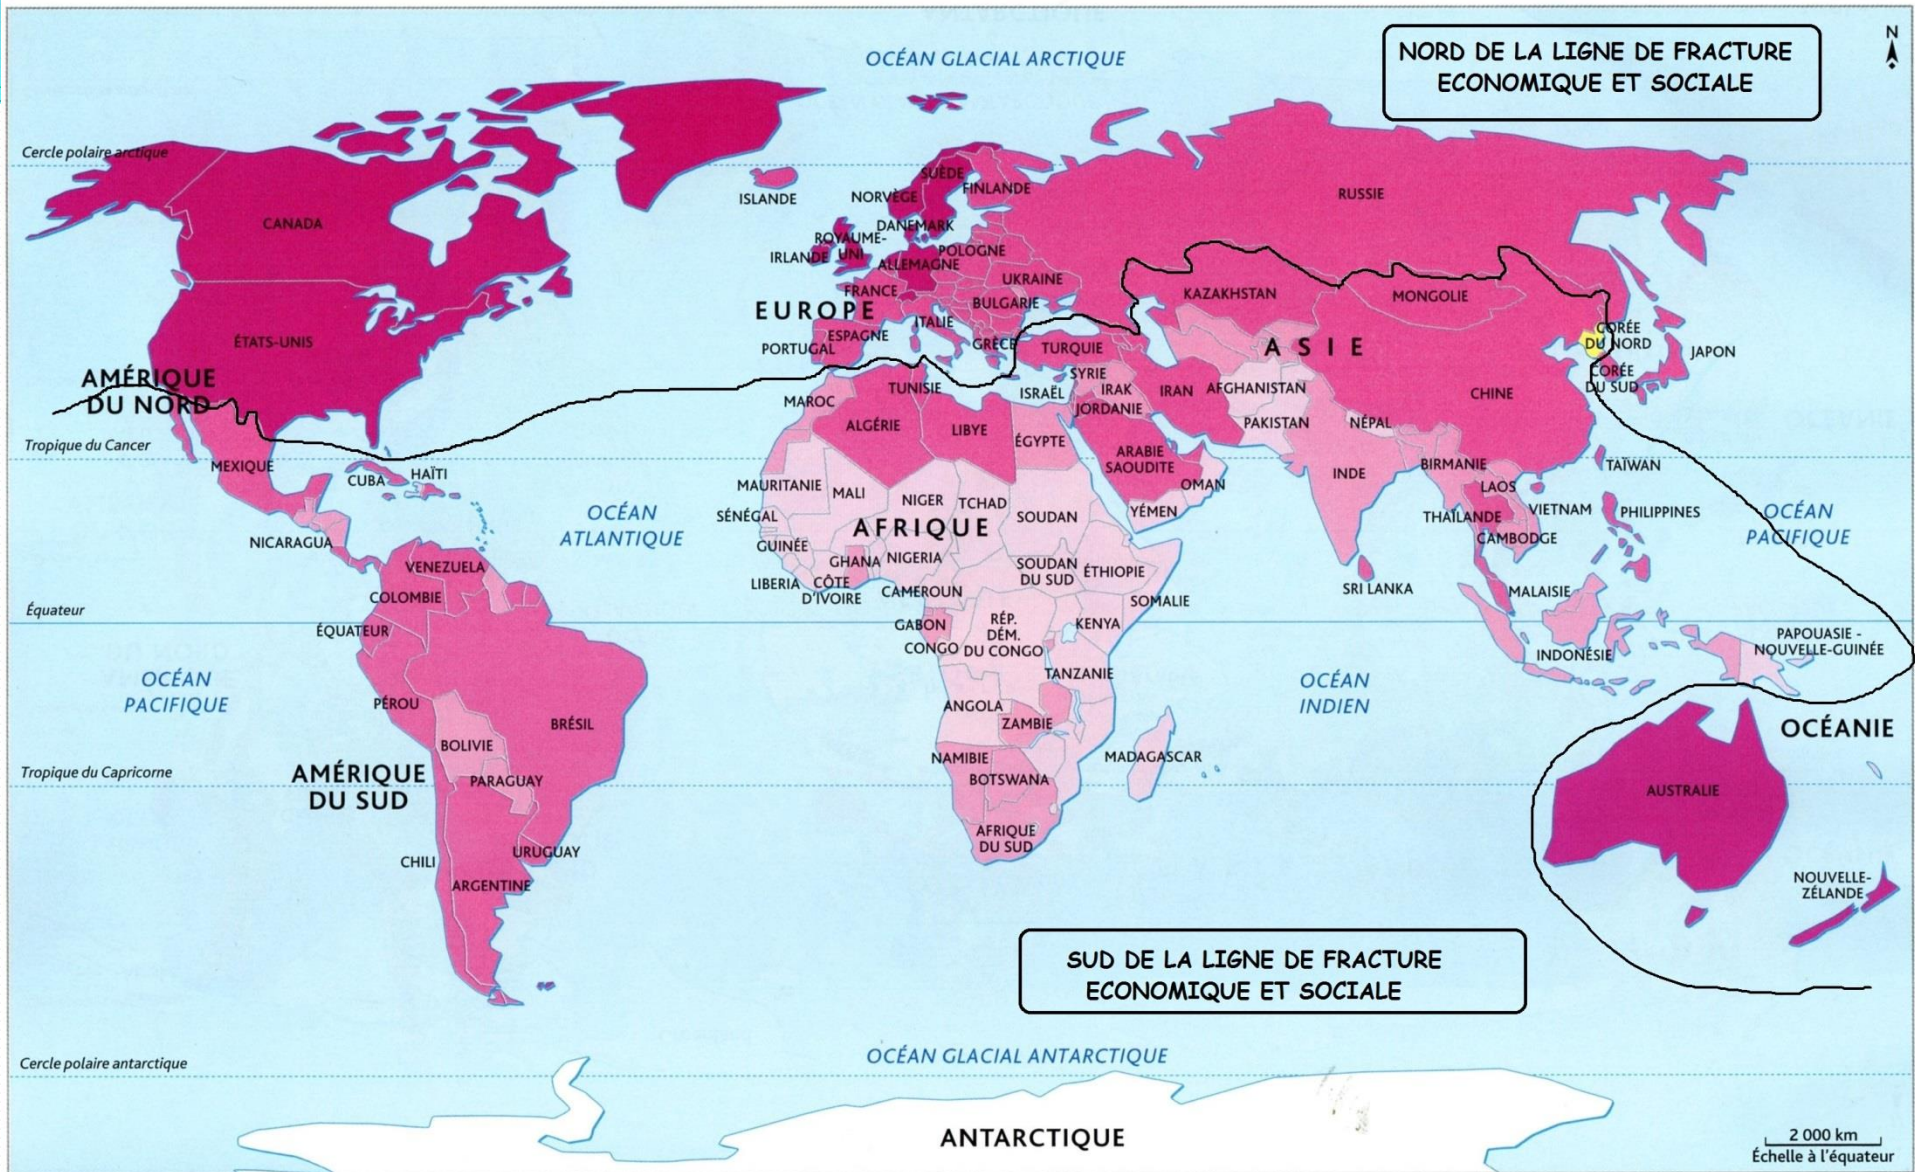 OCÉAN GLACIAL ARCTIQUE
NORD DE LA LIGNE DE FRACTURE
ECONOMIQUE ET SOCIALE
N
Cercle polaire arctique
ISLANDE
NORVÈGE
SUÈDE
FINLANDE
RUSSIE
CANADA
DANEMARK
ROYAUME-
UNI
IRLANDE
ALLEMAGNE
POLOGNE
UKRAINE
FRANCE
BULGARIE
EUROPE
ITALIE
ESPAGNE
PORTUGAL
GRÈCE
TURQUIE
KAZAKHSTAN
MONGOLIE
ASIE
CORÉE
DU NORD
CORÉE
DU SUD
JAPON
ÉTATS-UNIS
AMÉRIQUE
DU NORD
TUNISIE
SYRIE
ISRAËL
IRAK
JORDANIE
IRAN
AFGHANISTAN
CHINE
MAROC
ALGÉRIE
LIBYE
ÉGYPTE
PAKISTAN
NÉPAL
Tropique du Cancer
MEXIQUE
CUBA
HAÏTI
ARABIE
SAOUDITE
OMAN
INDE
BIRMANIE
LAOS
TAÏWAN
MAURITANIE
MALI
NIGER
TCHAD
SOUDAN
YÉMEN
THAÏLANDE
VIETNAM
PHILIPPINES
CAMBODGE
OCÉAN
ATLANTIQUE
SÉNÉGAL
AFRIQUE
OCÉAN
PACIFIQUE
NICARAGUA
GUINÉE
GHANA
NIGERIA
SOUDAN
DU SUD
ÉTHIOPIE
VENEZUELA
COLOMBIE
LIBERIA
CÔTE
D'IVOIRE
CAMEROUN
SOMALIE
SRI LANKA
MALAISIE
Équateur
ÉQUATEUR
GABON
CONGO
RÉP.
DÉM.
DU CONGO
KENYA
INDONÉSIE
PAPOUASIE -
NOUVELLE-GUINÉE
OCÉAN
PACIFIQUE
PÉROU
BRÉSIL
TANZANIE
OCÉAN
INDIEN
ANGOLA
ZAMBIE
BOLIVIE
OCÉANIE
Tropique du Capricorne
AMÉRIQUE
DU SUD
PARAGUAY
NAMIBIE
BOTSWANA
MADAGASCAR
AUSTRALIE
AFRIQUE
DU SUD
CHILI
URUGUAY
ARGENTINE
NOUVELLE-
ZÉLANDE
SUD DE LA LIGNE DE FRACTURE
ECONOMIQUE ET SOCIALE
Cercle polaire antarctique
OCÉAN GLACIAL ANTARCTIQUE
ANTARCTIQUE
2 000 km
Échelle à l'équateur